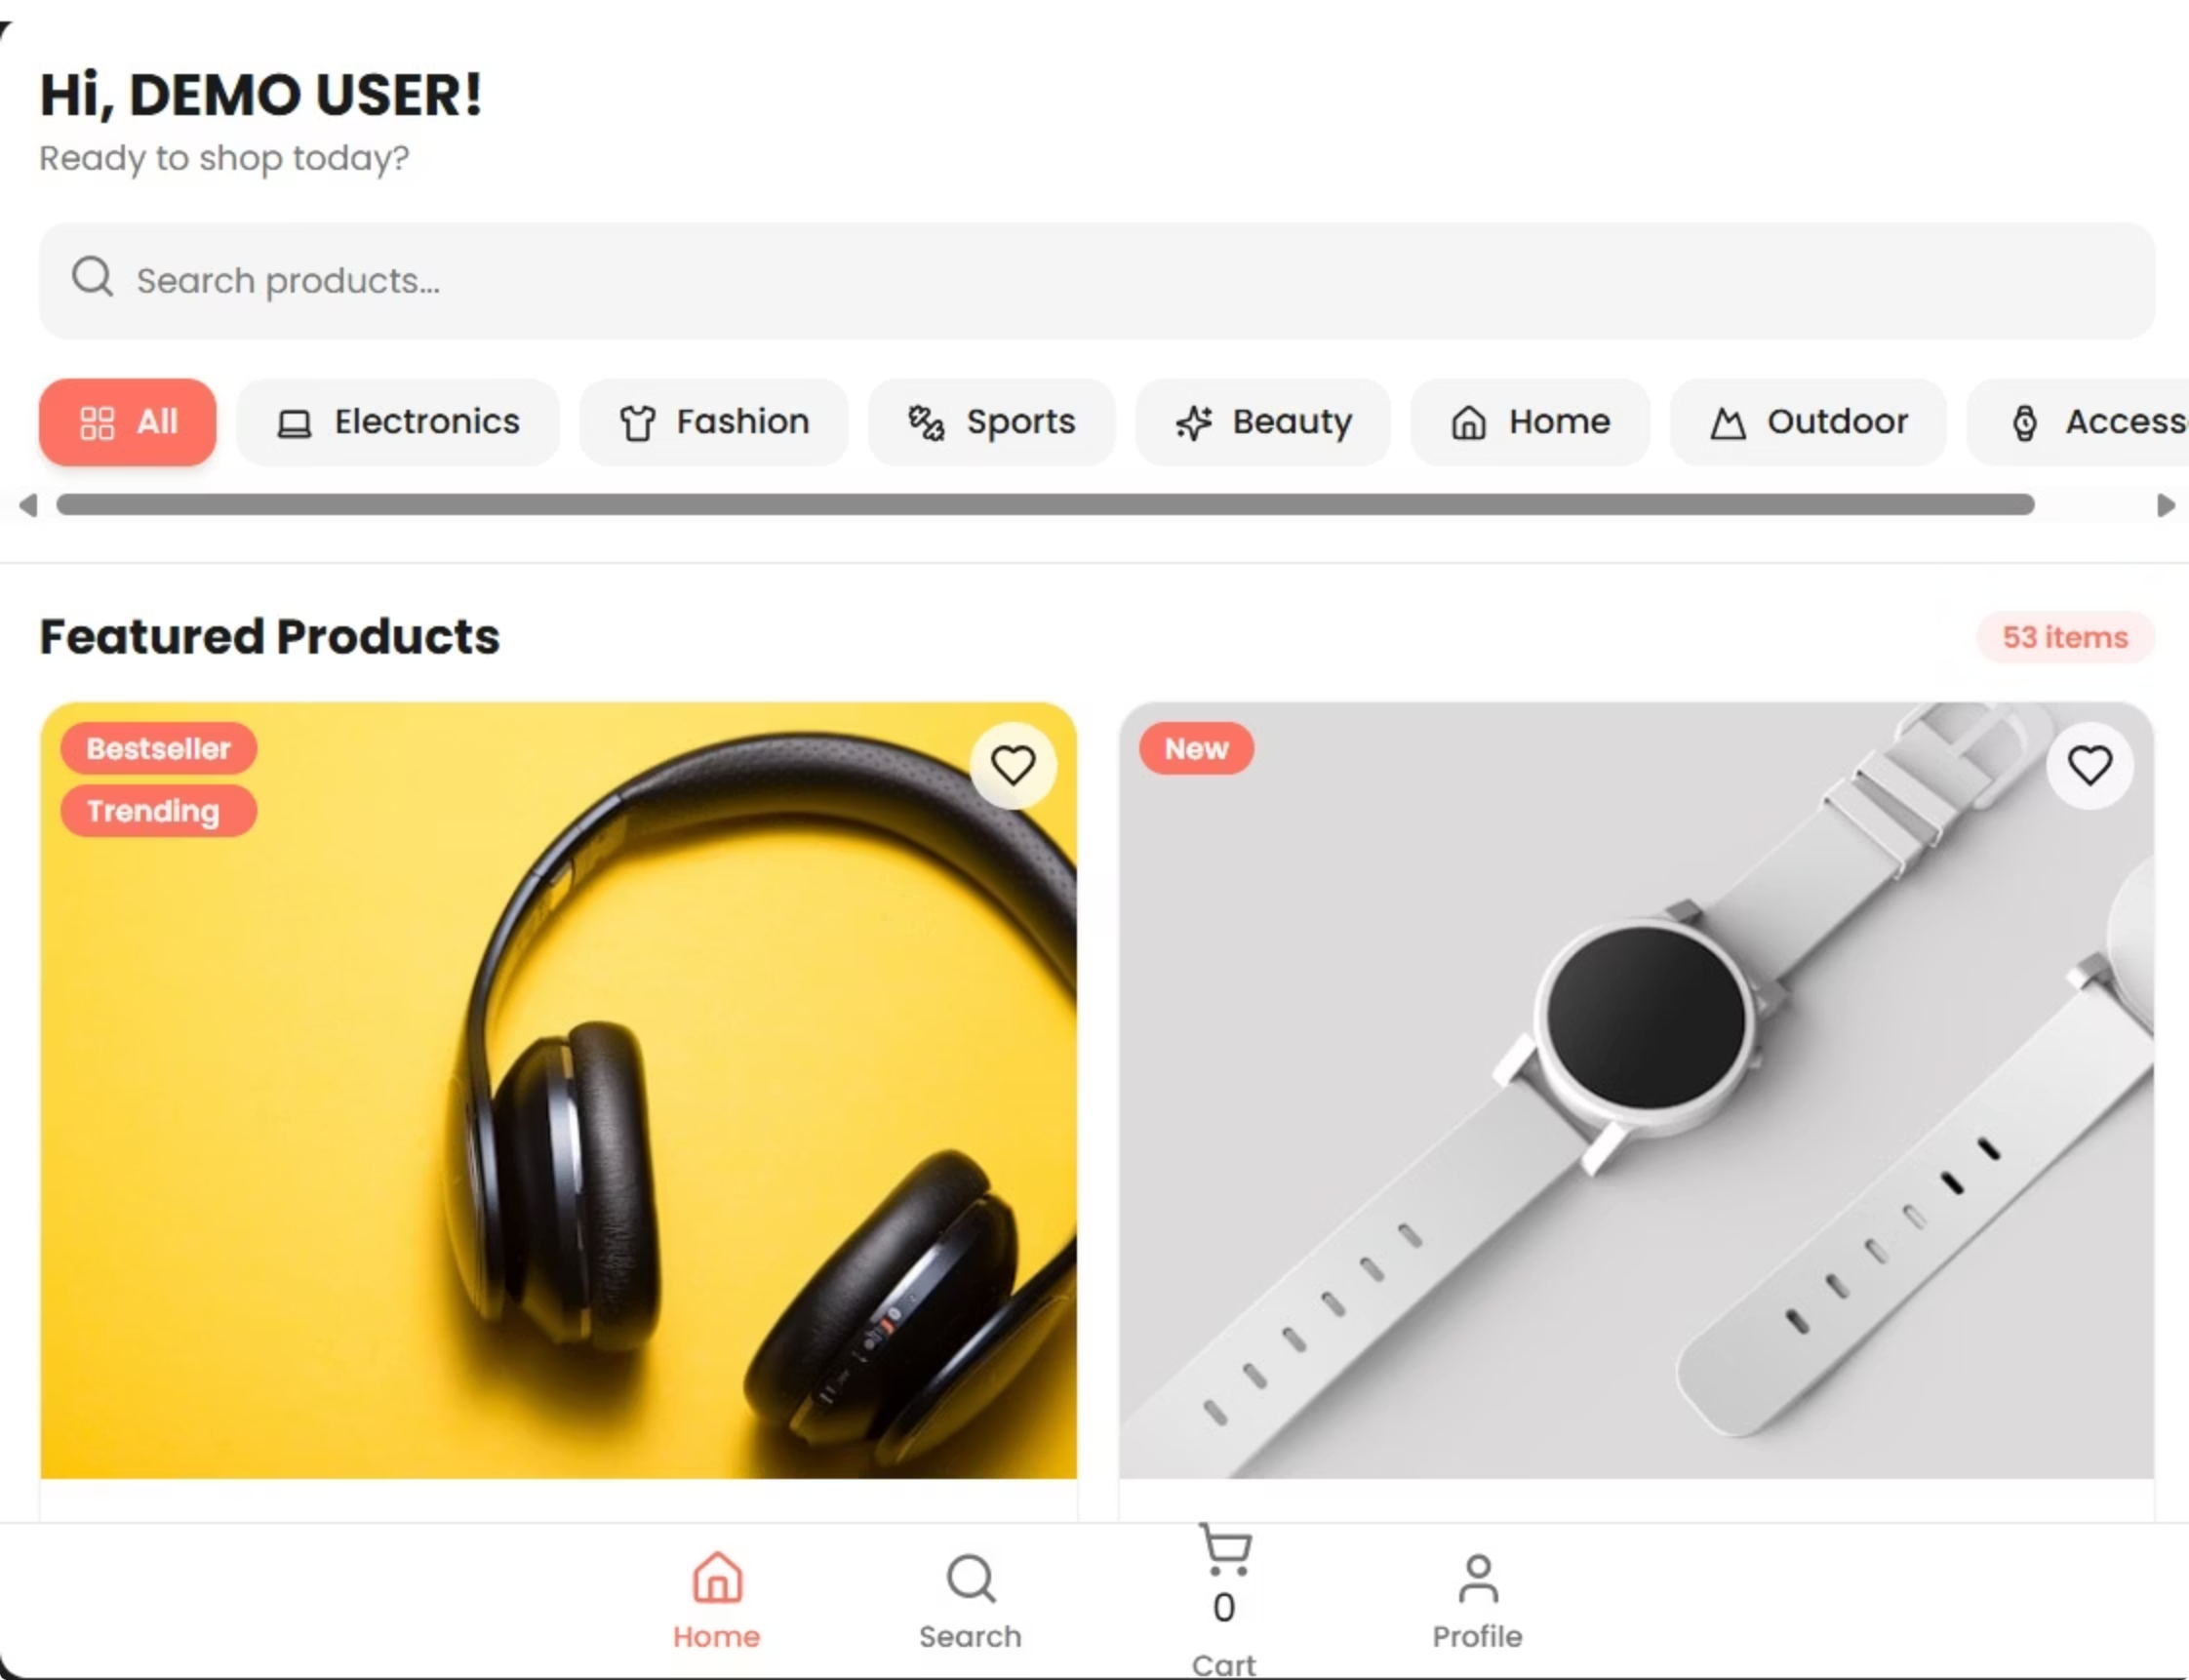 Hi, DEMO USER!
Ready to shop today?
Search products...
All Electronics Fashion Sports Beauty Home Outdoor Access
Featured Products
53 items
Bestseller
Trending
New
Home
Search
0
Cart
Profile